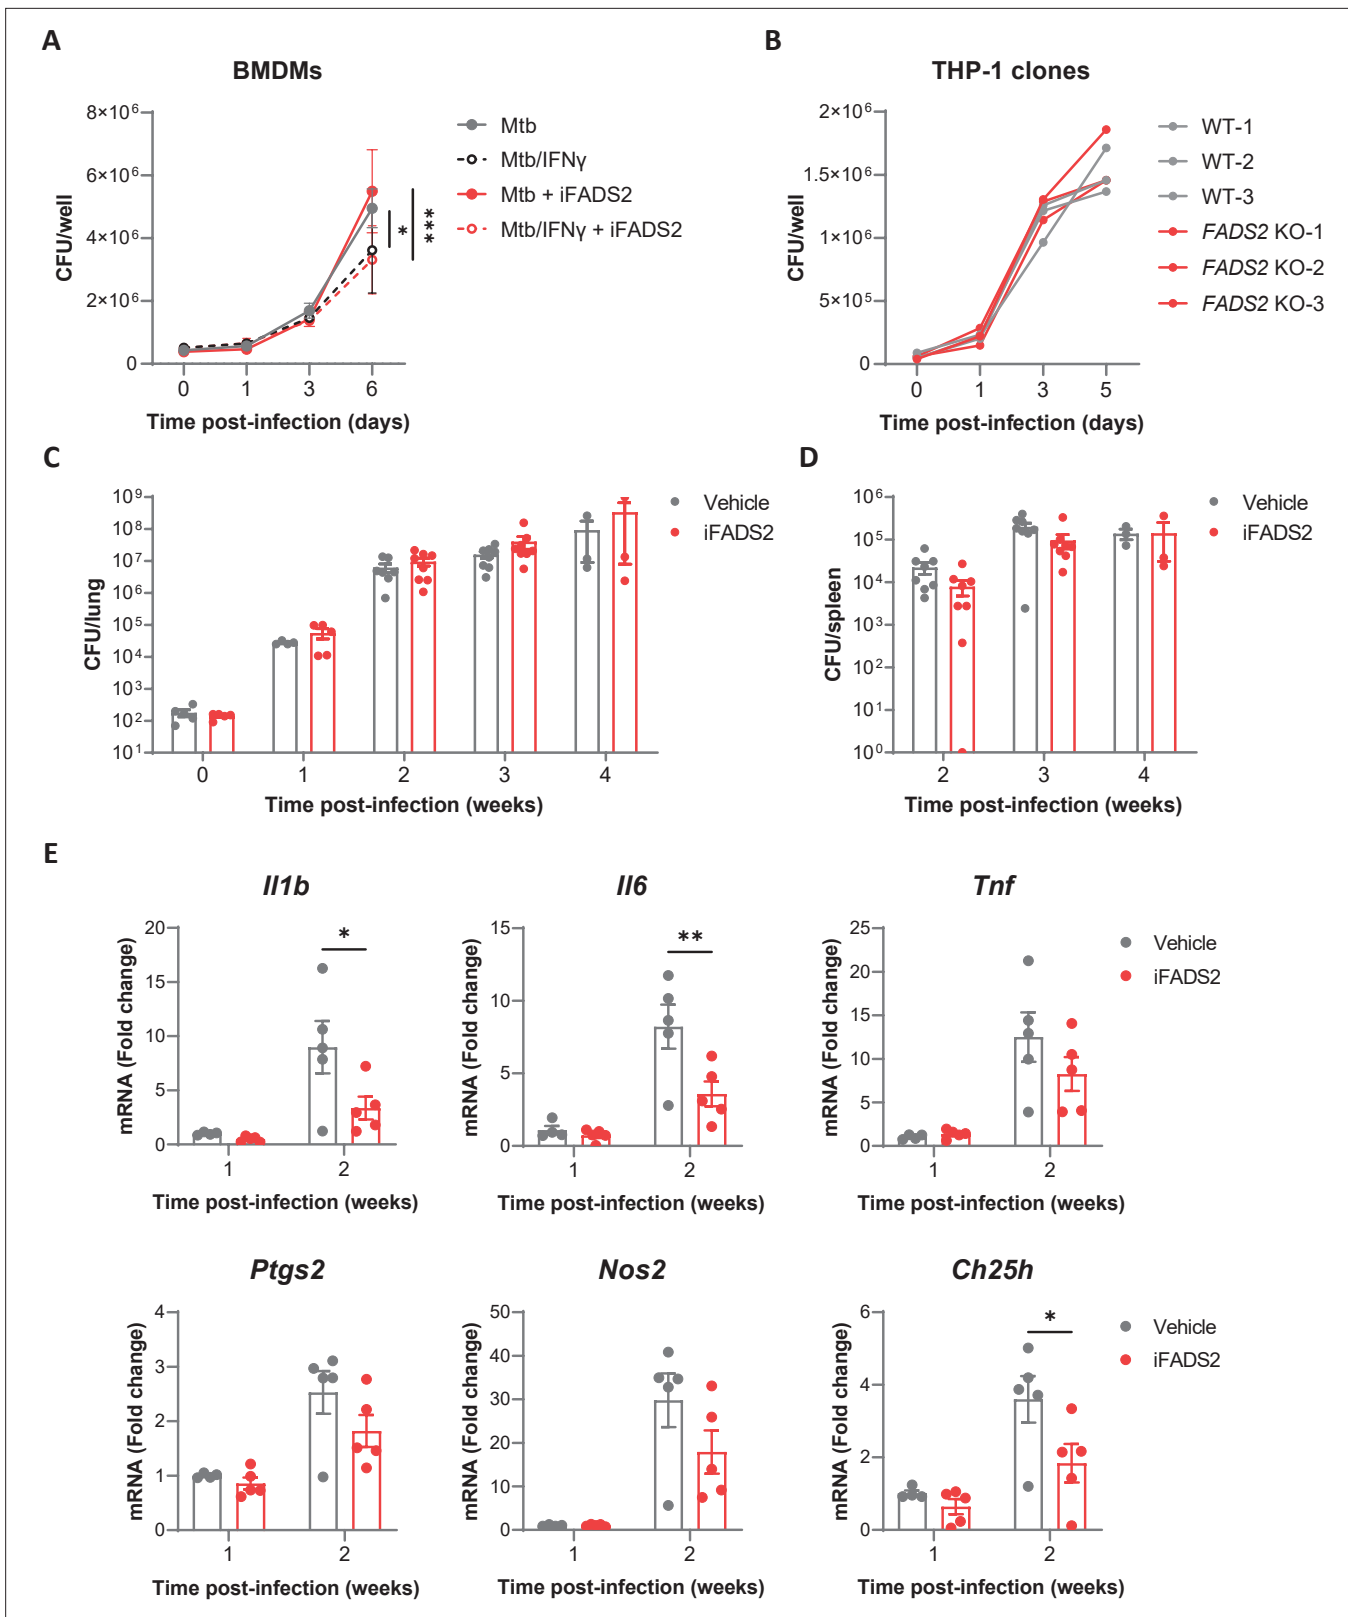 A
BMDMs
CFU/well
8×10⁶
6×10⁶
4×10⁶
2×10⁶
0
0 1 3 6
Time post-infection (days)
Mtb
Mtb/IFNγ
Mtb + iFADS2
Mtb/IFNγ + iFADS2
*
***
B
THP-1 clones
CFU/well
2×10⁶
1.5×10⁶
1×10⁶
5×10⁵
0
0 1 3 5
Time post-infection (days)
WT-1
WT-2
WT-3
FADS2 KO-1
FADS2 KO-2
FADS2 KO-3
C
CFU/lung
10⁹
10⁸
10⁷
10⁶
10⁵
10⁴
10³
10²
10¹
0 1 2 3 4
Time post-infection (weeks)
Vehicle
iFADS2
D
CFU/spleen
10⁶
10⁵
10⁴
10³
10²
10¹
10⁰
2 3 4
Time post-infection (weeks)
Vehicle
iFADS2
E
Il1b
mRNA (Fold change)
20
15
10
5
0
*
1 2
Time post-infection (weeks)
Il6
mRNA (Fold change)
15
10
5
0
**
1 2
Time post-infection (weeks)
Tnf
mRNA (Fold change)
25
20
15
10
5
0
1 2
Time post-infection (weeks)
Vehicle
iFADS2
Ptgs2
mRNA (Fold change)
4
3
2
1
0
1 2
Time post-infection (weeks)
Nos2
mRNA (Fold change)
50
40
30
20
10
0
1 2
Time post-infection (weeks)
Ch25h
mRNA (Fold change)
6
4
2
0
*
1 2
Time post-infection (weeks)
Vehicle
iFADS2